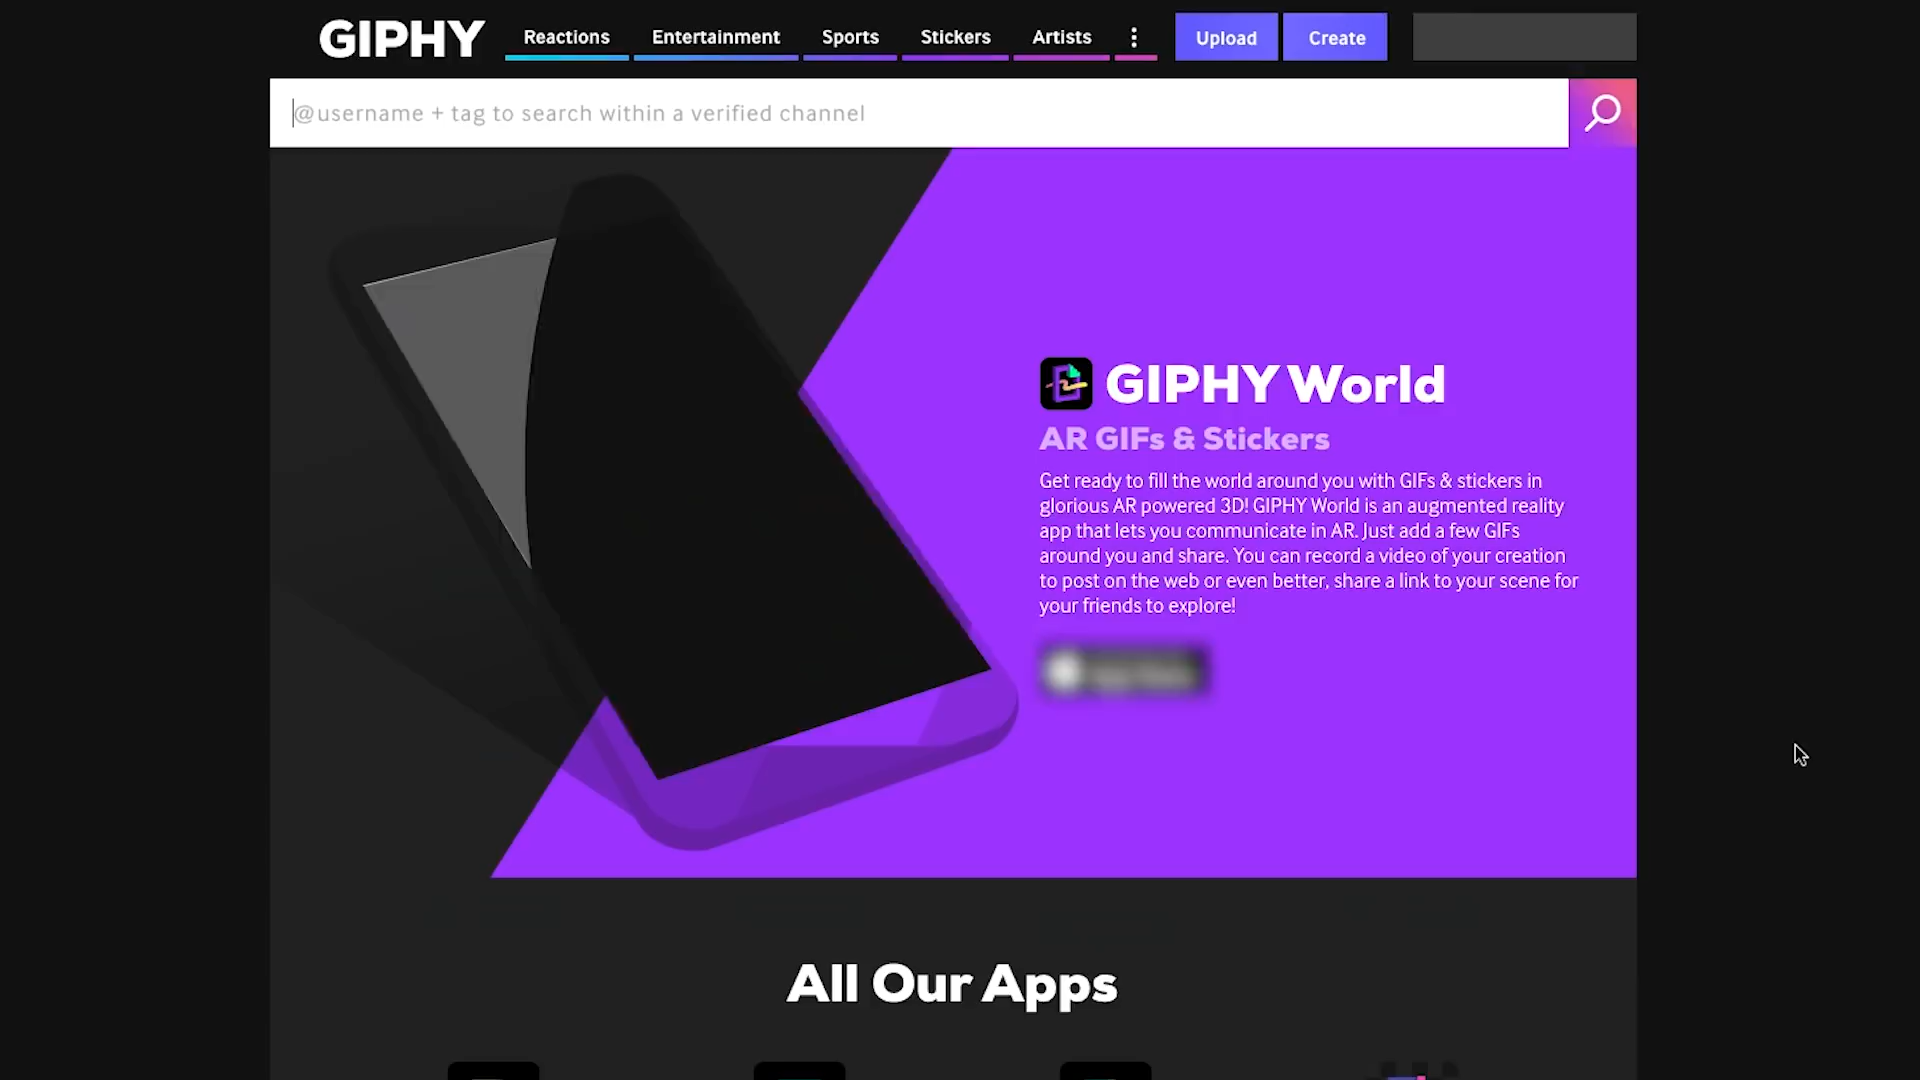 GIPHY
Reactions
Entertainment
Sports
Stickers
Artists
Upload
Create
@username + tag to search within a verified channel
GIPHY World
AR GIFs & Stickers
Get ready to fill the world around you with GIFs & stickers in
glorious AR powered 3D! GIPHY World is an augmented reality
app that lets you communicate in AR. Just add a few GIFs
around you and share. You can record a video of your creation
to post on the web or even better, share a link to your scene for
your friends to explore!
All Our Apps